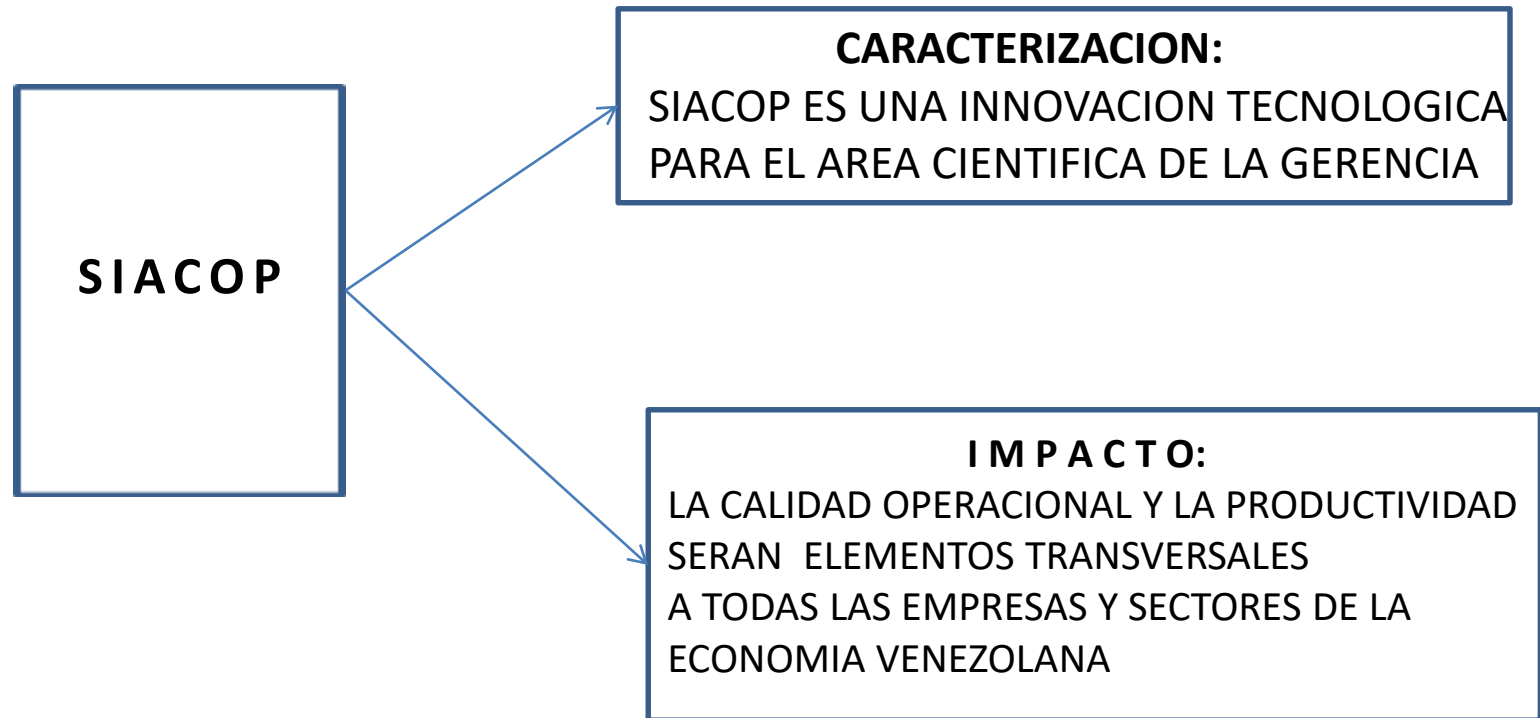 SIACOP
CARACTERIZACION:
SIACOP ES UNA INNOVACION TECNOLOGICA
PARA EL AREA CIENTIFICA DE LA GERENCIA
I M P A C T O:
LA CALIDAD OPERACIONAL Y LA PRODUCTIVIDAD
SERAN ELEMENTOS TRANSVERSALES
A TODAS LAS EMPRESAS Y SECTORES DE LA
ECONOMIA VENEZOLANA